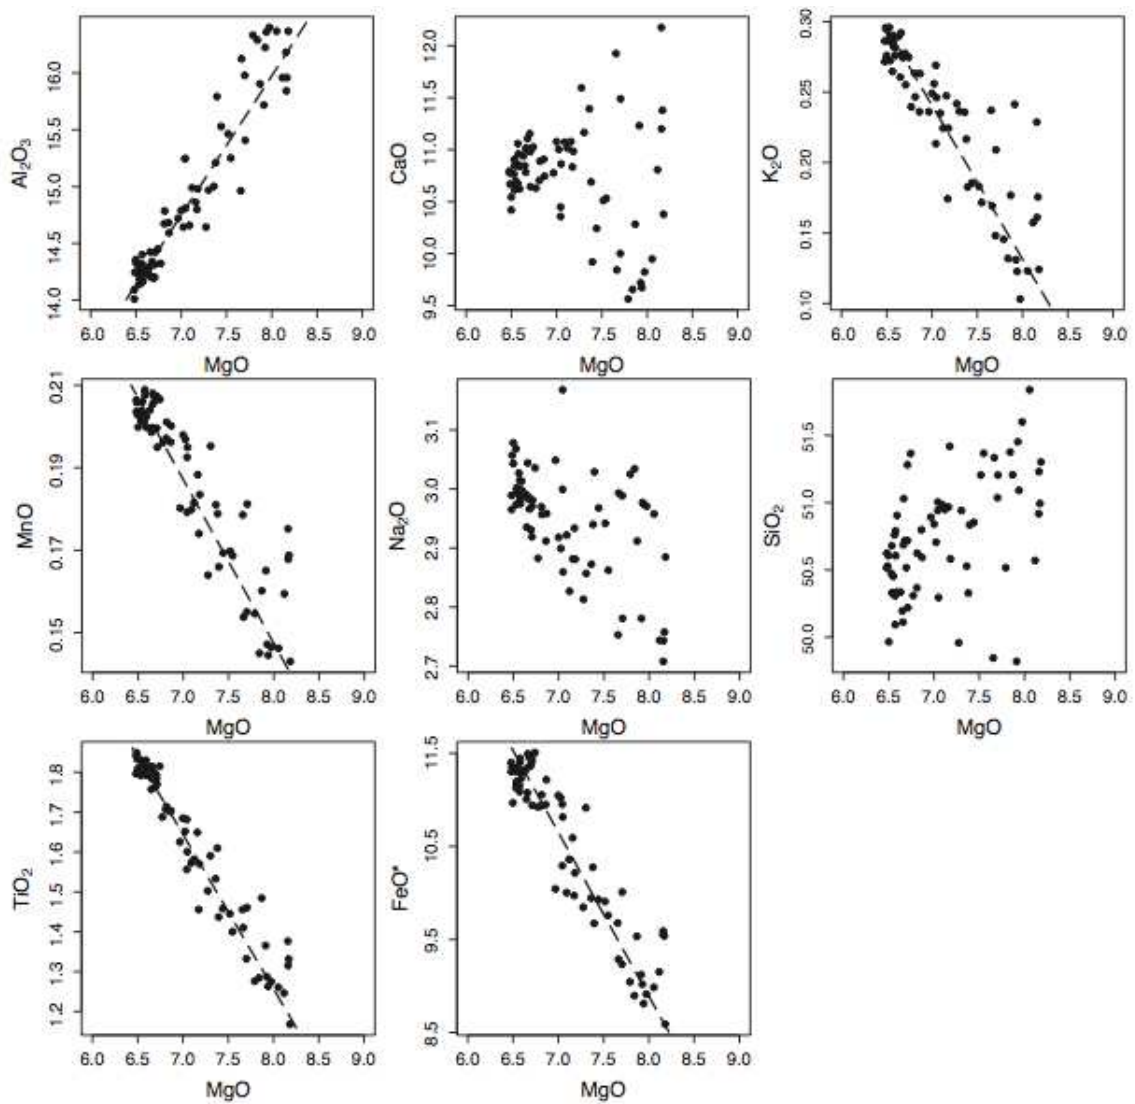 Al₂O₃
14.0 14.5 15.0 15.5 16.0
6.0 6.5 7.0 7.5 8.0 8.5 9.0
MgO
CaO
9.5 10.0 10.5 11.0 11.5 12.0
6.0 6.5 7.0 7.5 8.0 8.5 9.0
MgO
K₂O
0.10 0.15 0.20 0.25 0.30
6.0 6.5 7.0 7.5 8.0 8.5 9.0
MgO
MnO
0.15 0.17 0.19 0.21
6.0 6.5 7.0 7.5 8.0 8.5 9.0
MgO
Na₂O
2.7 2.8 2.9 3.0 3.1
6.0 6.5 7.0 7.5 8.0 8.5 9.0
MgO
SiO₂
50.0 50.5 51.0 51.5
6.0 6.5 7.0 7.5 8.0 8.5 9.0
MgO
TiO₂
1.2 1.3 1.4 1.5 1.6 1.7 1.8
6.0 6.5 7.0 7.5 8.0 8.5 9.0
MgO
FeO*
8.5 9.5 10.5 11.5
6.0 6.5 7.0 7.5 8.0 8.5 9.0
MgO